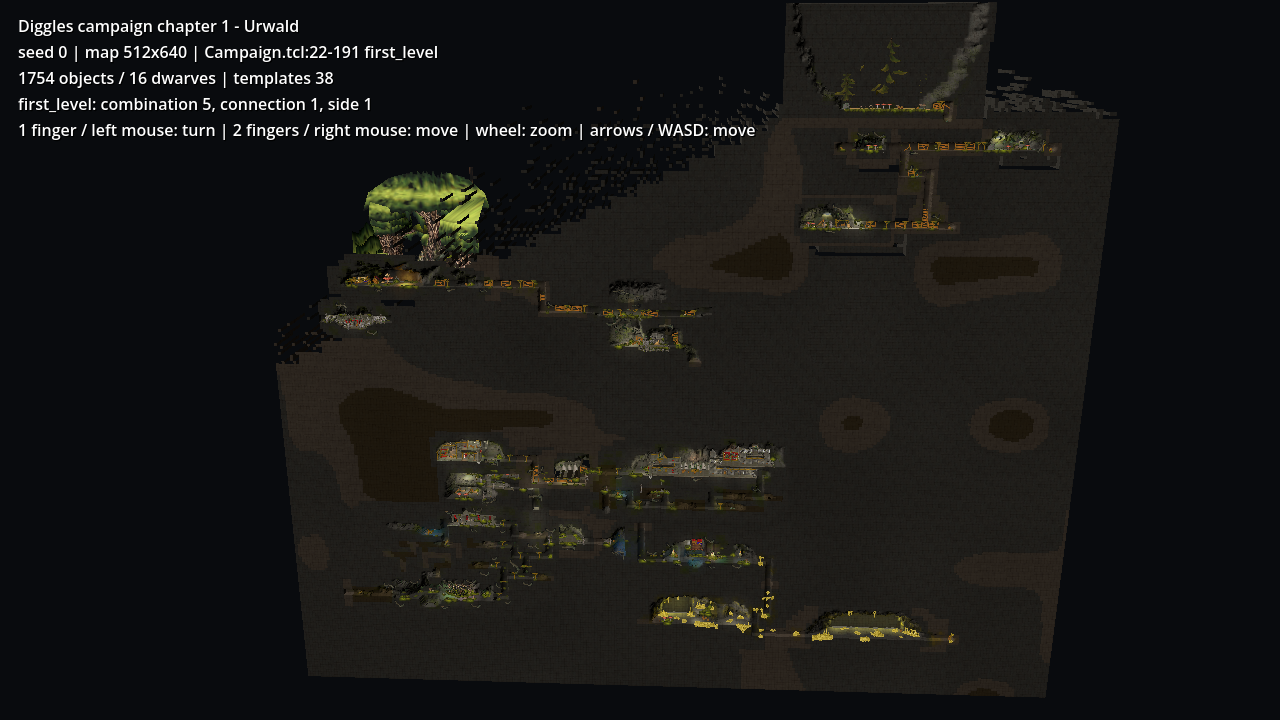 Diggles campaign chapter 1 - Urwald
seed 0 | map 512x640 | Campaign.tcl:22-191 first_level
1754 objects / 16 dwarves | templates 38
first_level: combination 5, connection 1, side 1
1 finger / left mouse: turn | 2 fingers / right mouse: move | wheel: zoom | arrows / WASD: move